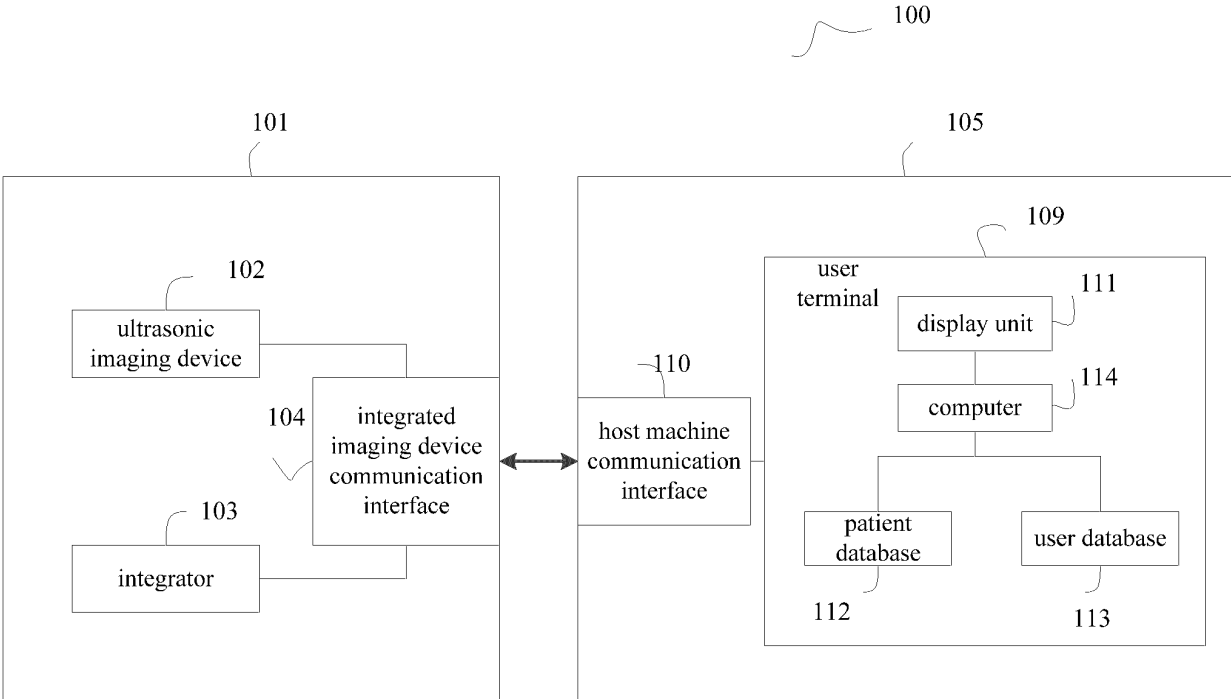 100
101
105
109
102
user
terminal
111
ultrasonic
imaging device
display unit
110
114
104
integrated
imaging device
communication
interface
host machine
communication
interface
computer
103
patient
database
user database
integrator
112
113